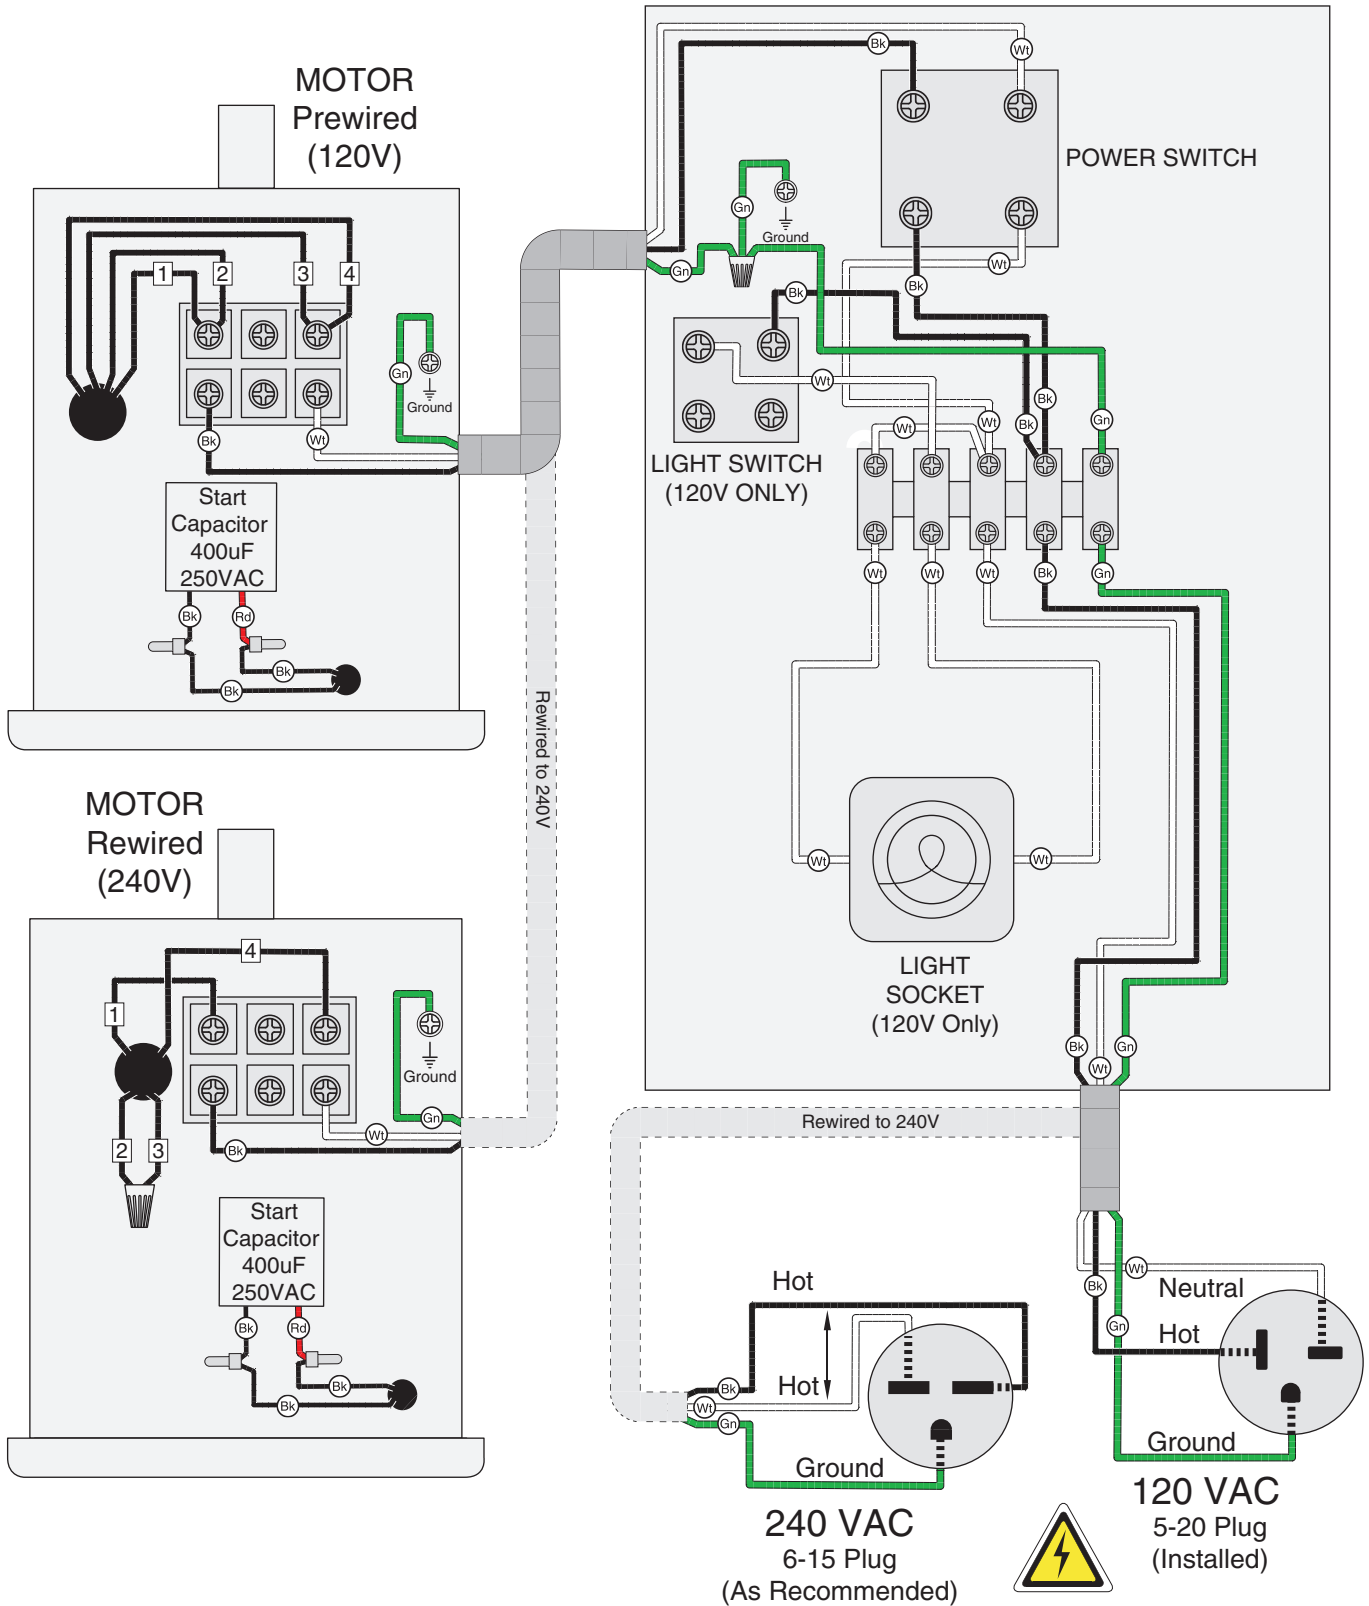 MOTOR
Prewired
(120V)
1 2 3 4
Gn
Ground
Bk
Wt
Start
Capacitor
400uF
250VAC
Bk
Rd
Bk
Bk
Rewired to 240V
MOTOR
Rewired
(240V)
4
1
2 3
Gn
Ground
Wt
Bk
Start
Capacitor
400uF
250VAC
Bk
Rd
Bk
Bk
Bk
Wt
POWER SWITCH
Gn
Ground
Gn
Wt
Bk
Bk
Wt
Bk
Wt
Wt
Bk
Gn
LIGHT SWITCH
(120V ONLY)
Wt
Wt
Wt
Bk
Gn
Wt
Wt
LIGHT
SOCKET
(120V Only)
Bk
Wt
Gn
Rewired to 240V
Hot
Hot
Bk
Wt
Gn
Ground
240 VAC
6-15 Plug
(As Recommended)
Wt
Bk
Neutral
Gn
Hot
Ground
120 VAC
5-20 Plug
(Installed)